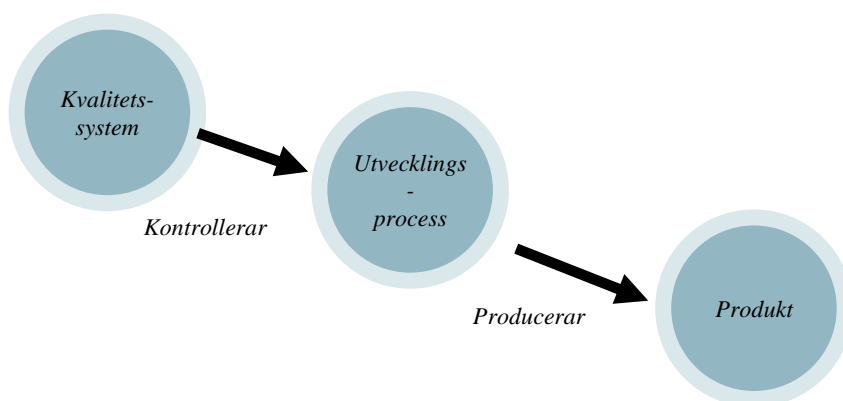 Kvalitets-
system
Kontrollerar
Utvecklings
-
process
Producerar
Produkt